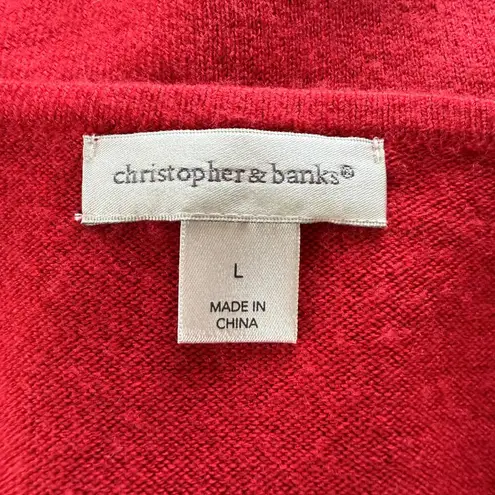 christopher & banks®
L
MADE IN
CHINA